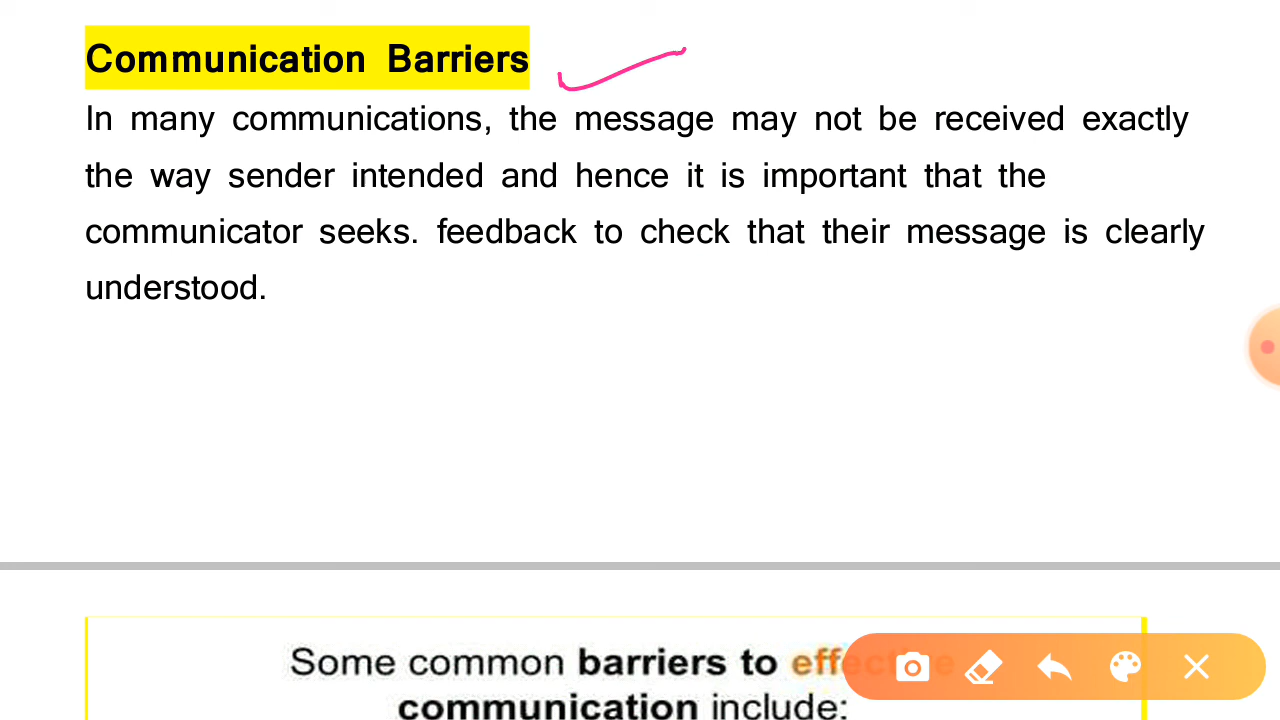 Communication Barriers
In many communications, the message may not be received exactly
the way sender intended and hence it is important that the
communicator seeks. feedback to check that their message is clearly
understood.
Some common barriers to effective
communication include: